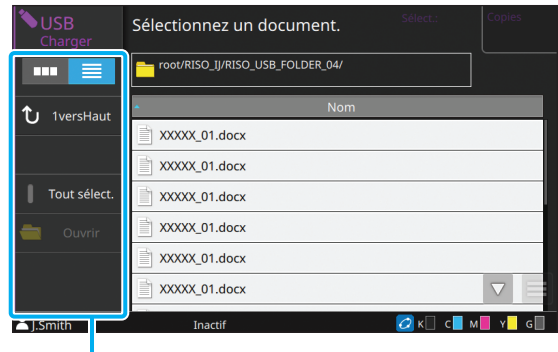 USB
Charger
Sélectionnez un document.
Sélect.:
Copies
root/RISO_IJ/RISO_USB_FOLDER_04/
1versHaut
Nom
XXXXX_01.docx
XXXXX_01.docx
XXXXX_01.docx
Tout sélect.
XXXXX_01.docx
Ouvrir
XXXXX_01.docx
XXXXX_01.docx
J.Smith
Inactif
K C M Y G